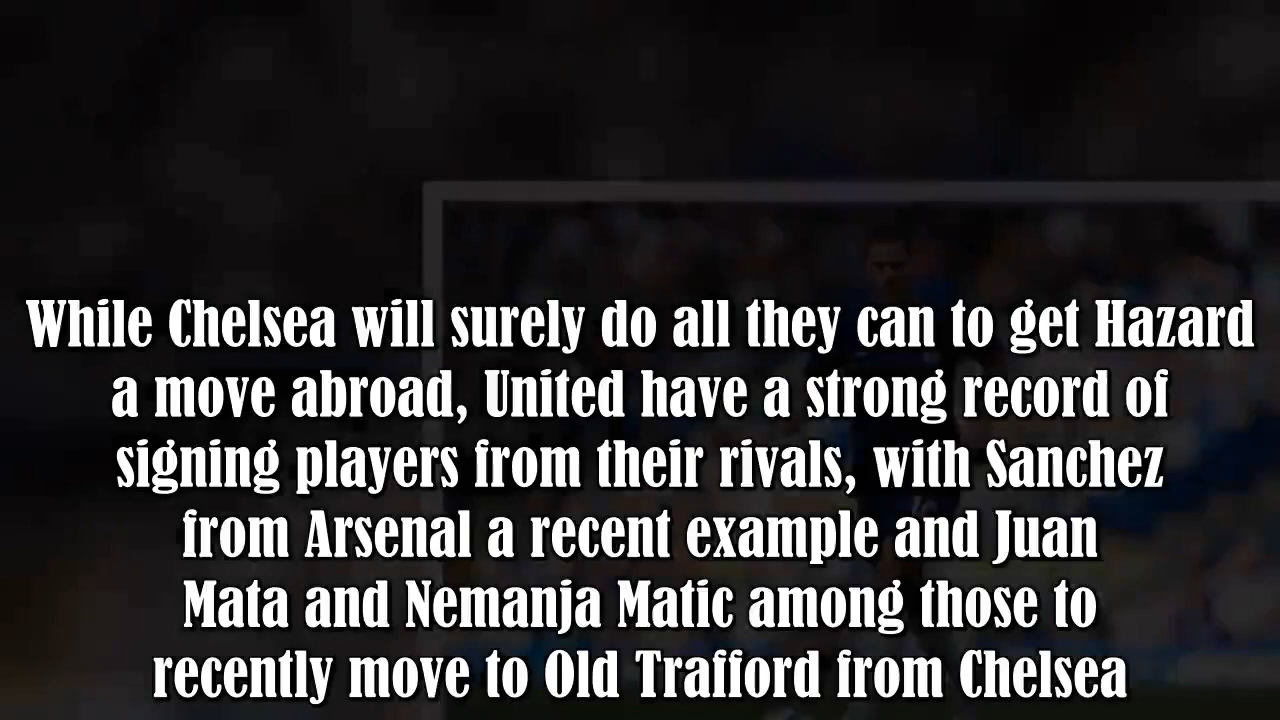 While Chelsea will surely do all they can to get Hazard
a move abroad, United have a strong record of
signing players from their rivals, with Sanchez
from Arsenal a recent example and Juan
Mata and Nemanja Matic among those to
recently move to Old Trafford from Chelsea